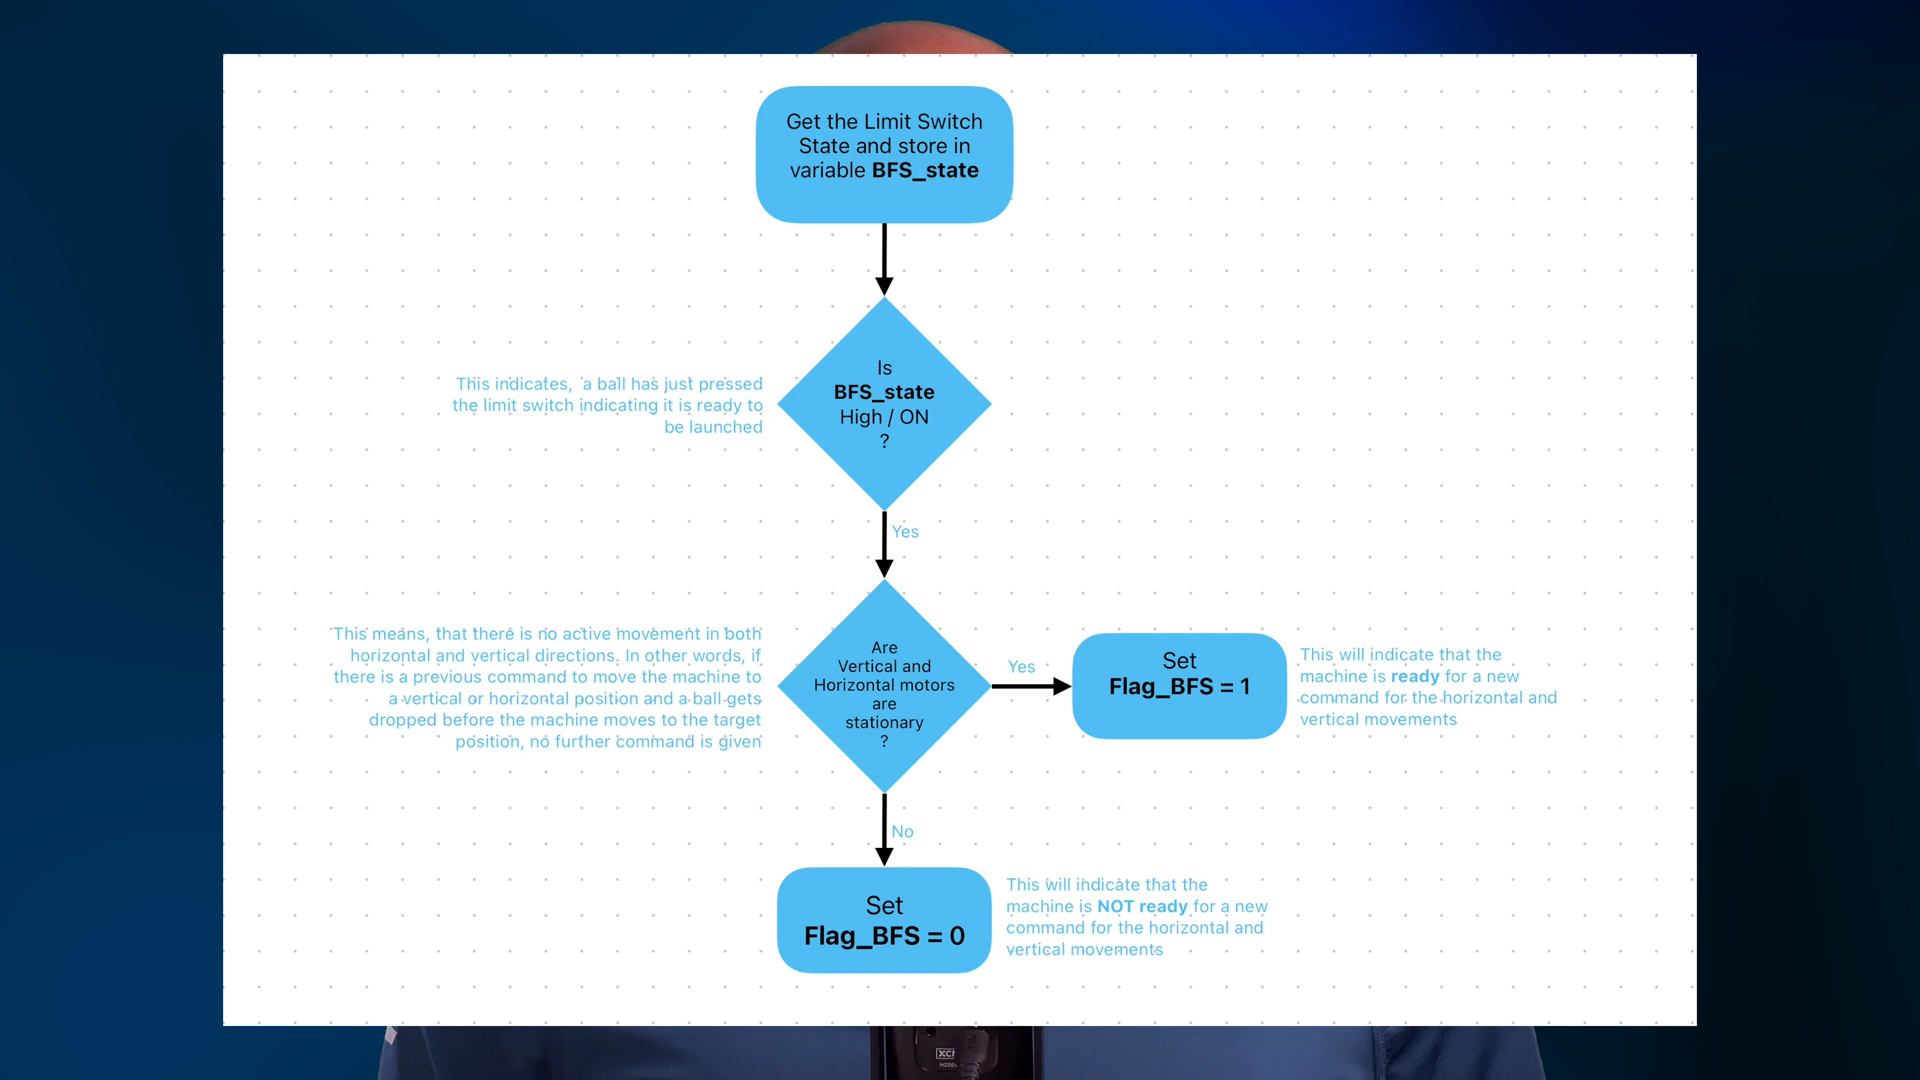 Get the Limit Switch
State and store in
variable BFS_state
This indicates, a ball has just pressed
the limit switch indicating it is ready to
be launched
Is
BFS_state
High / ON
?
Yes
This means, that there is no active movement in both
horizontal and vertical directions. In other words, if
there is a previous command to move the machine to
a vertical or horizontal position and a ball gets
dropped before the machine moves to the target
position, no further command is given
Are
Vertical and
Horizontal motors
are
stationary
?
Yes
Set
Flag_BFS = 1
This will indicate that the
machine is ready for a new
command for the horizontal and
vertical movements
No
Set
Flag_BFS = 0
This will indicate that the
machine is NOT ready for a new
command for the horizontal and
vertical movements